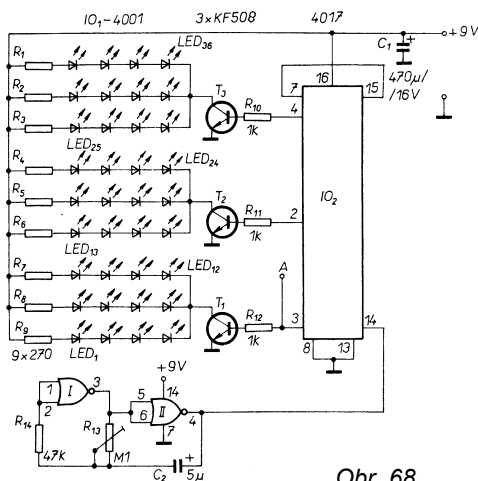 IO₁-4001 3×KF508 4017
+9V
C₁
470µ/
/16V
LED₃₆
R₁
R₂
R₃
T₃
R₁₀
1k
7
16
15
4
LED₂₅
LED₂₄
R₄
R₅
R₆
T₂
R₁₁
1k
2
IO₂
LED₁₃
LED₁₂
R₇
R₈
R₉
9×270
LED₁
T₁
R₁₂
1k
A
3
14
8
13
+9V
1
2
I
3
5
6
II
14
7
4
R₁₄
47k
R₁₃
M1
C₂
+
5µ
Obr. 68